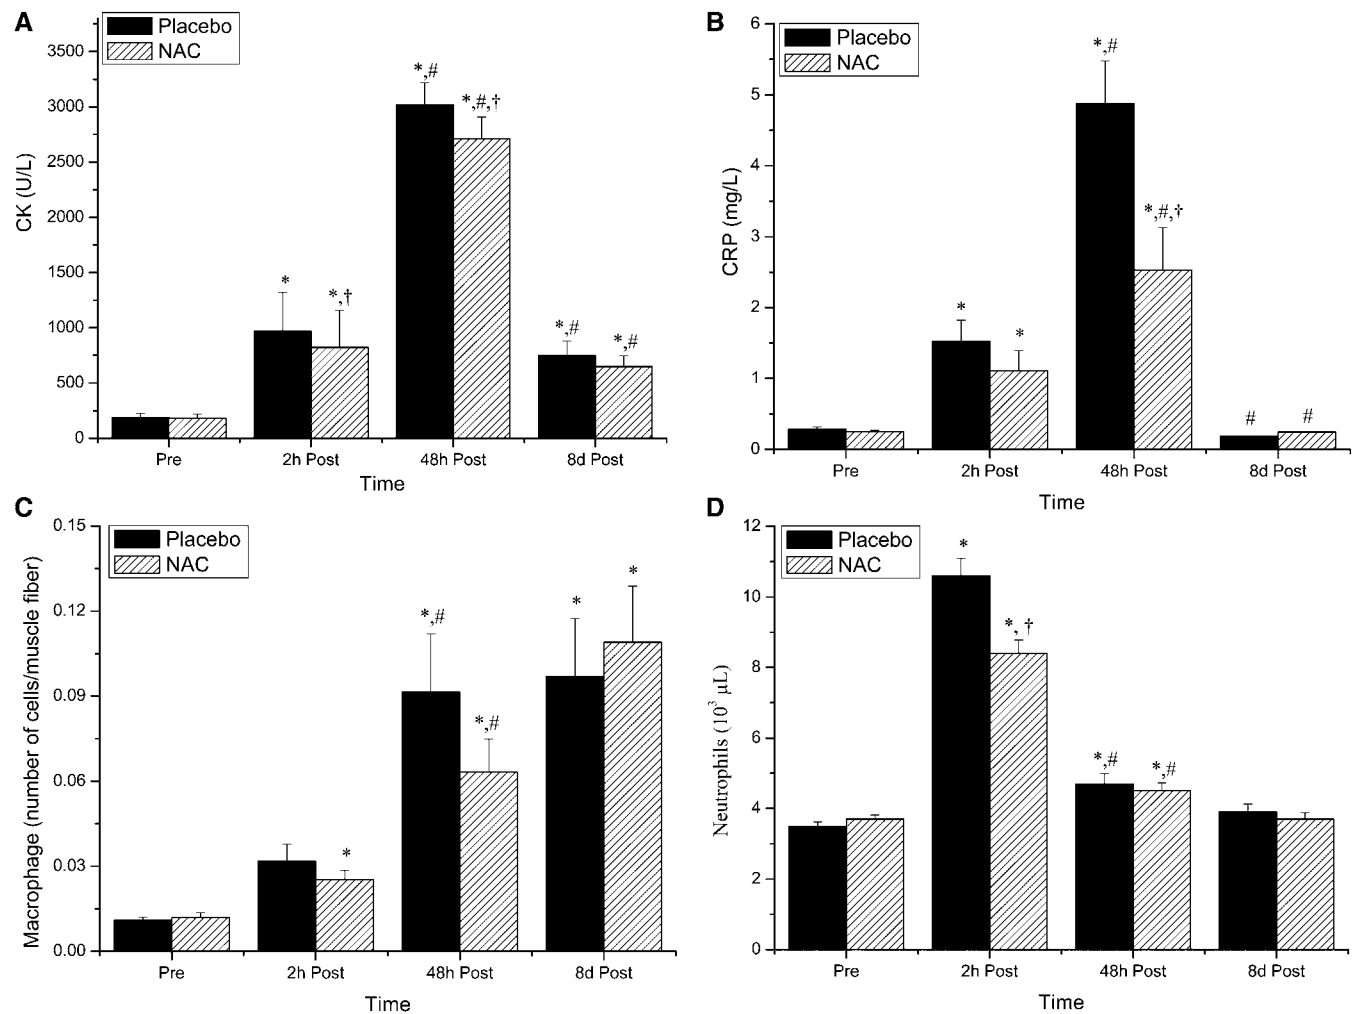 A
Placebo
NAC
CK (U/L)
3500
3000
2500
2000
1500
1000
500
0
*
*,†
*,#
*,#,†
*,#
*,#
Pre
2h Post
48h Post
8d Post
Time
B
Placebo
NAC
CRP (mg/L)
6
5
4
3
2
1
0
*
*
*,#
*,#,†
#
#
Pre
2h Post
48h Post
8d Post
Time
C
Placebo
NAC
Macrophage (number of cells/muscle fiber)
0.15
0.12
0.09
0.06
0.03
0.00
*
*,#
*,#
*
*
Pre
2h Post
48h Post
8d Post
Time
D
Placebo
NAC
Neutrophils (10³ μL)
12
10
8
6
4
2
0
*
*, †
*,#
*,#
Pre
2h Post
48h Post
8d Post
Time